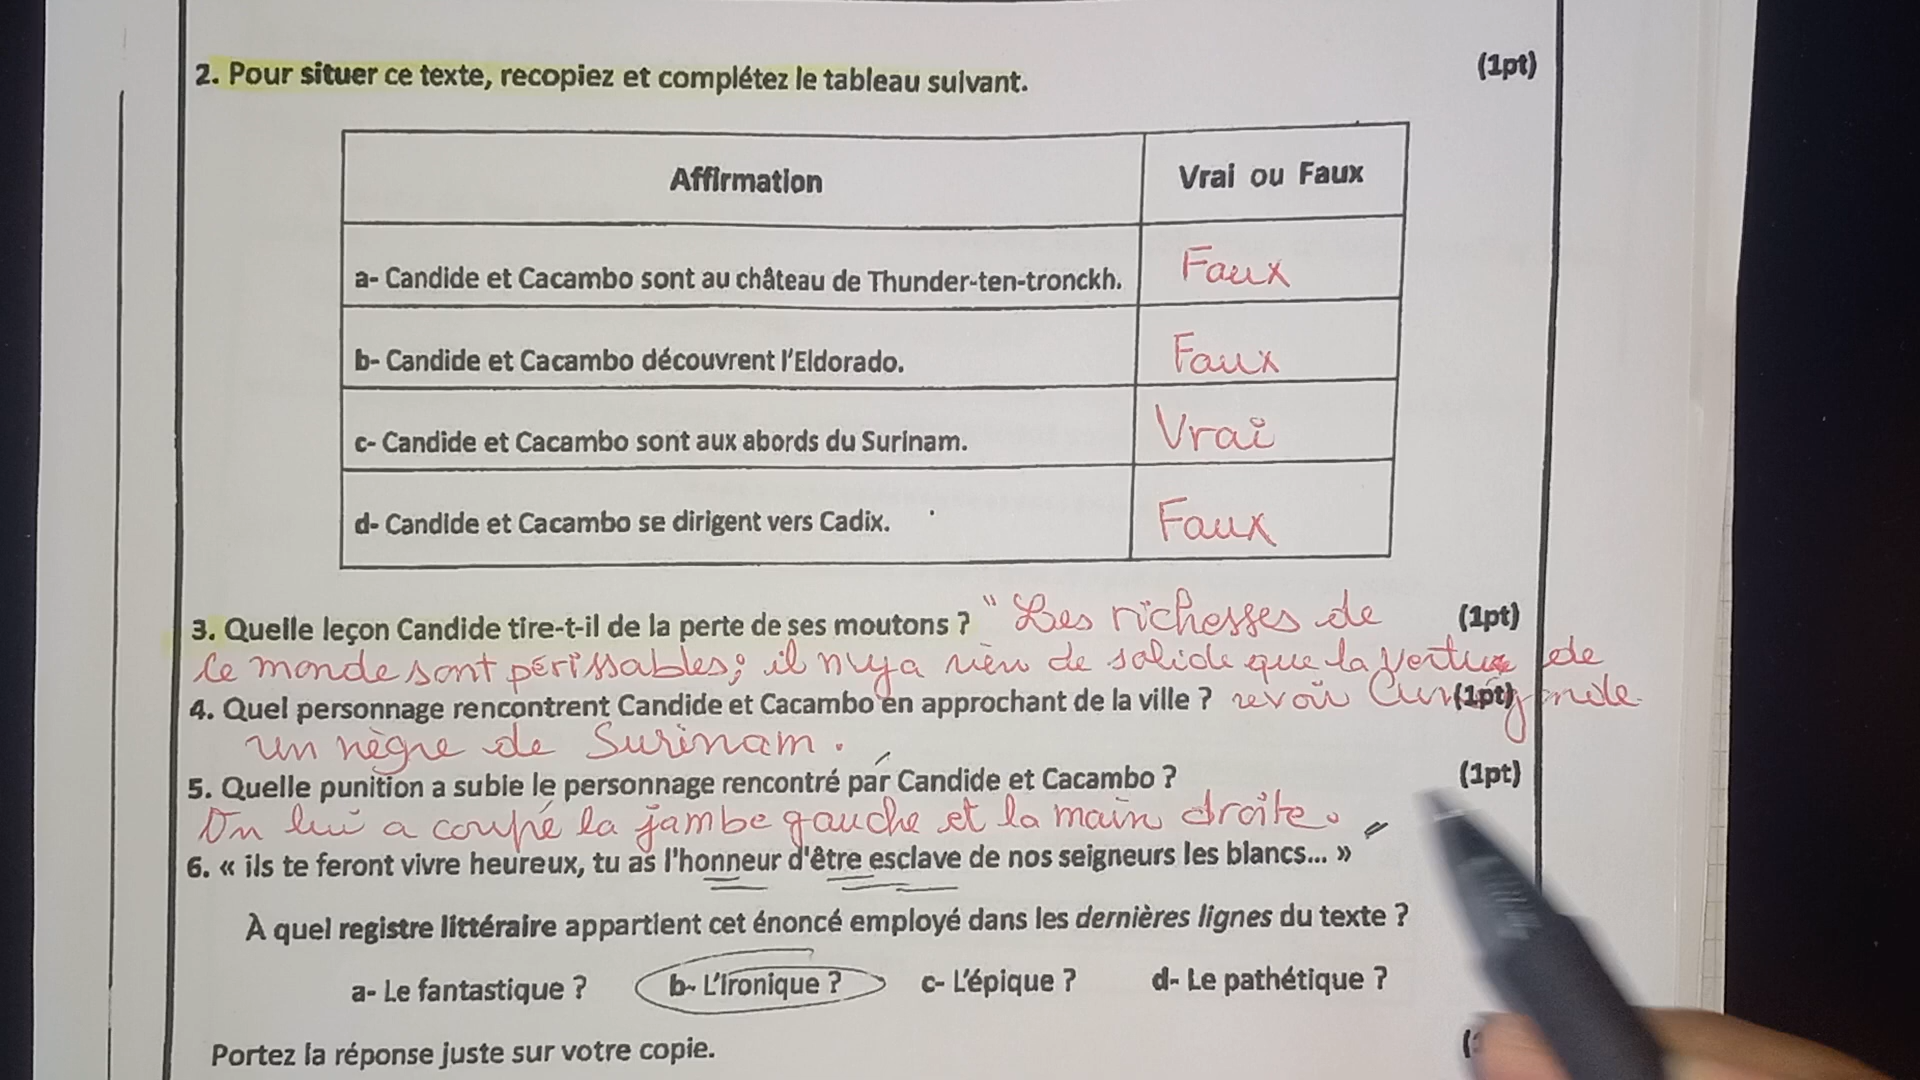 2. Pour situer ce texte, recopiez et complétez le tableau suivant. (1pt)
Affirmation Vrai ou Faux
a- Candide et Cacambo sont au château de Thunder-ten-tronckh. Faux
b- Candide et Cacambo découvrent l'Eldorado. Faux
c- Candide et Cacambo sont aux abords du Surinam. Vrai
d- Candide et Cacambo se dirigent vers Cadix. Faux
3. Quelle leçon Candide tire-t-il de la perte de ses moutons ? " Les richesses de (1pt)
ce monde sont périssables; il n'y a rien de solide que la vertu de
4. Quel personnage rencontrent Candide et Cacambo en approchant de la ville ? revoir Cunégonde. (1pt)
un nègre de Surinam.
5. Quelle punition a subie le personnage rencontré par Candide et Cacambo ? (1pt)
On lui a coupé la jambe gauche et la main droite.
6. « ils te feront vivre heureux, tu as l'honneur d'être esclave de nos seigneurs les blancs... »
À quel registre littéraire appartient cet énoncé employé dans les dernières lignes du texte ?
a- Le fantastique ? b- L'ironique ? c- L'épique ? d- Le pathétique ?
Portez la réponse juste sur votre copie.